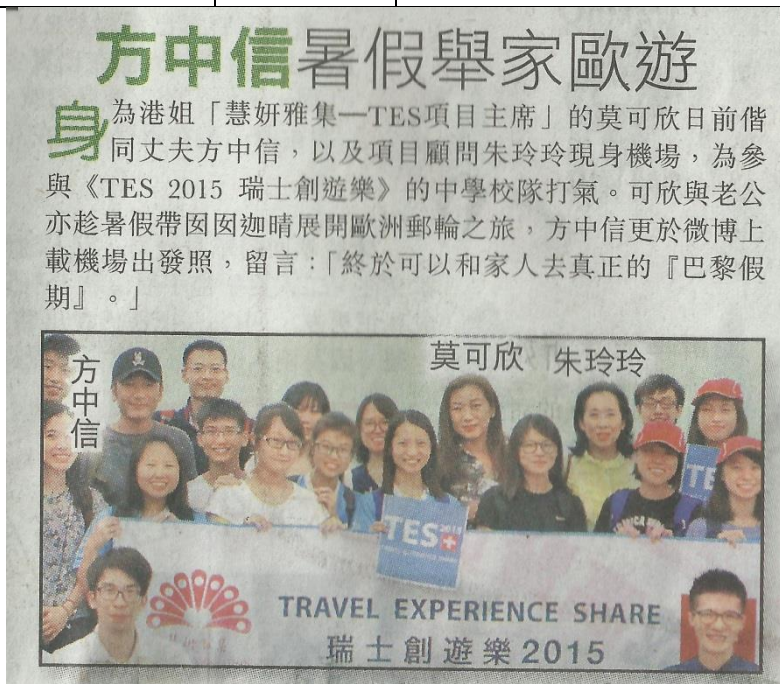 方中信暑假舉家歐遊
身為港姐「慧妍雅集—TES項目主席」的莫可欣日前偕
同丈夫方中信，以及項目顧問朱玲玲現身機場，為參
與《TES 2015 瑞士創遊樂》的中學校隊打氣。可欣與老公
亦趁暑假帶囡囡迦晴展開歐洲郵輪之旅，方中信更於微博上
載機場出發照，留言：「終於可以和家人去真正的『巴黎假
期』。」
方中信
莫可欣 朱玲玲
TES 2015
TES
TRAVEL EXPERIENCE SHARE
瑞士創遊樂2015